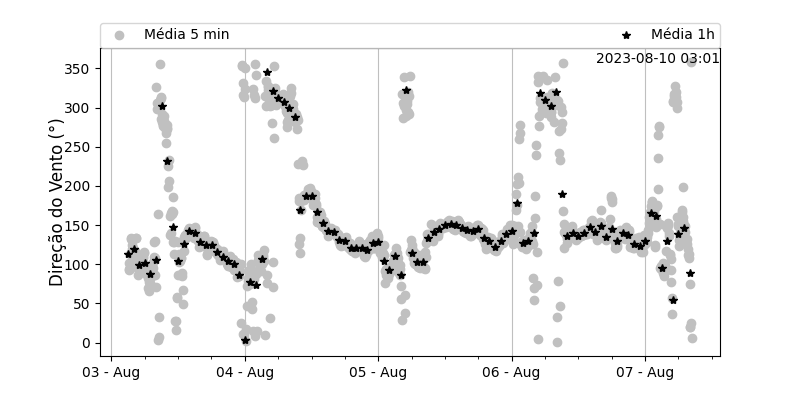 Média 5 min
Média 1h
2023-08-10 03:01
Direção do Vento (°)
350
300
250
200
150
100
50
0
03 - Aug
04 - Aug
05 - Aug
06 - Aug
07 - Aug